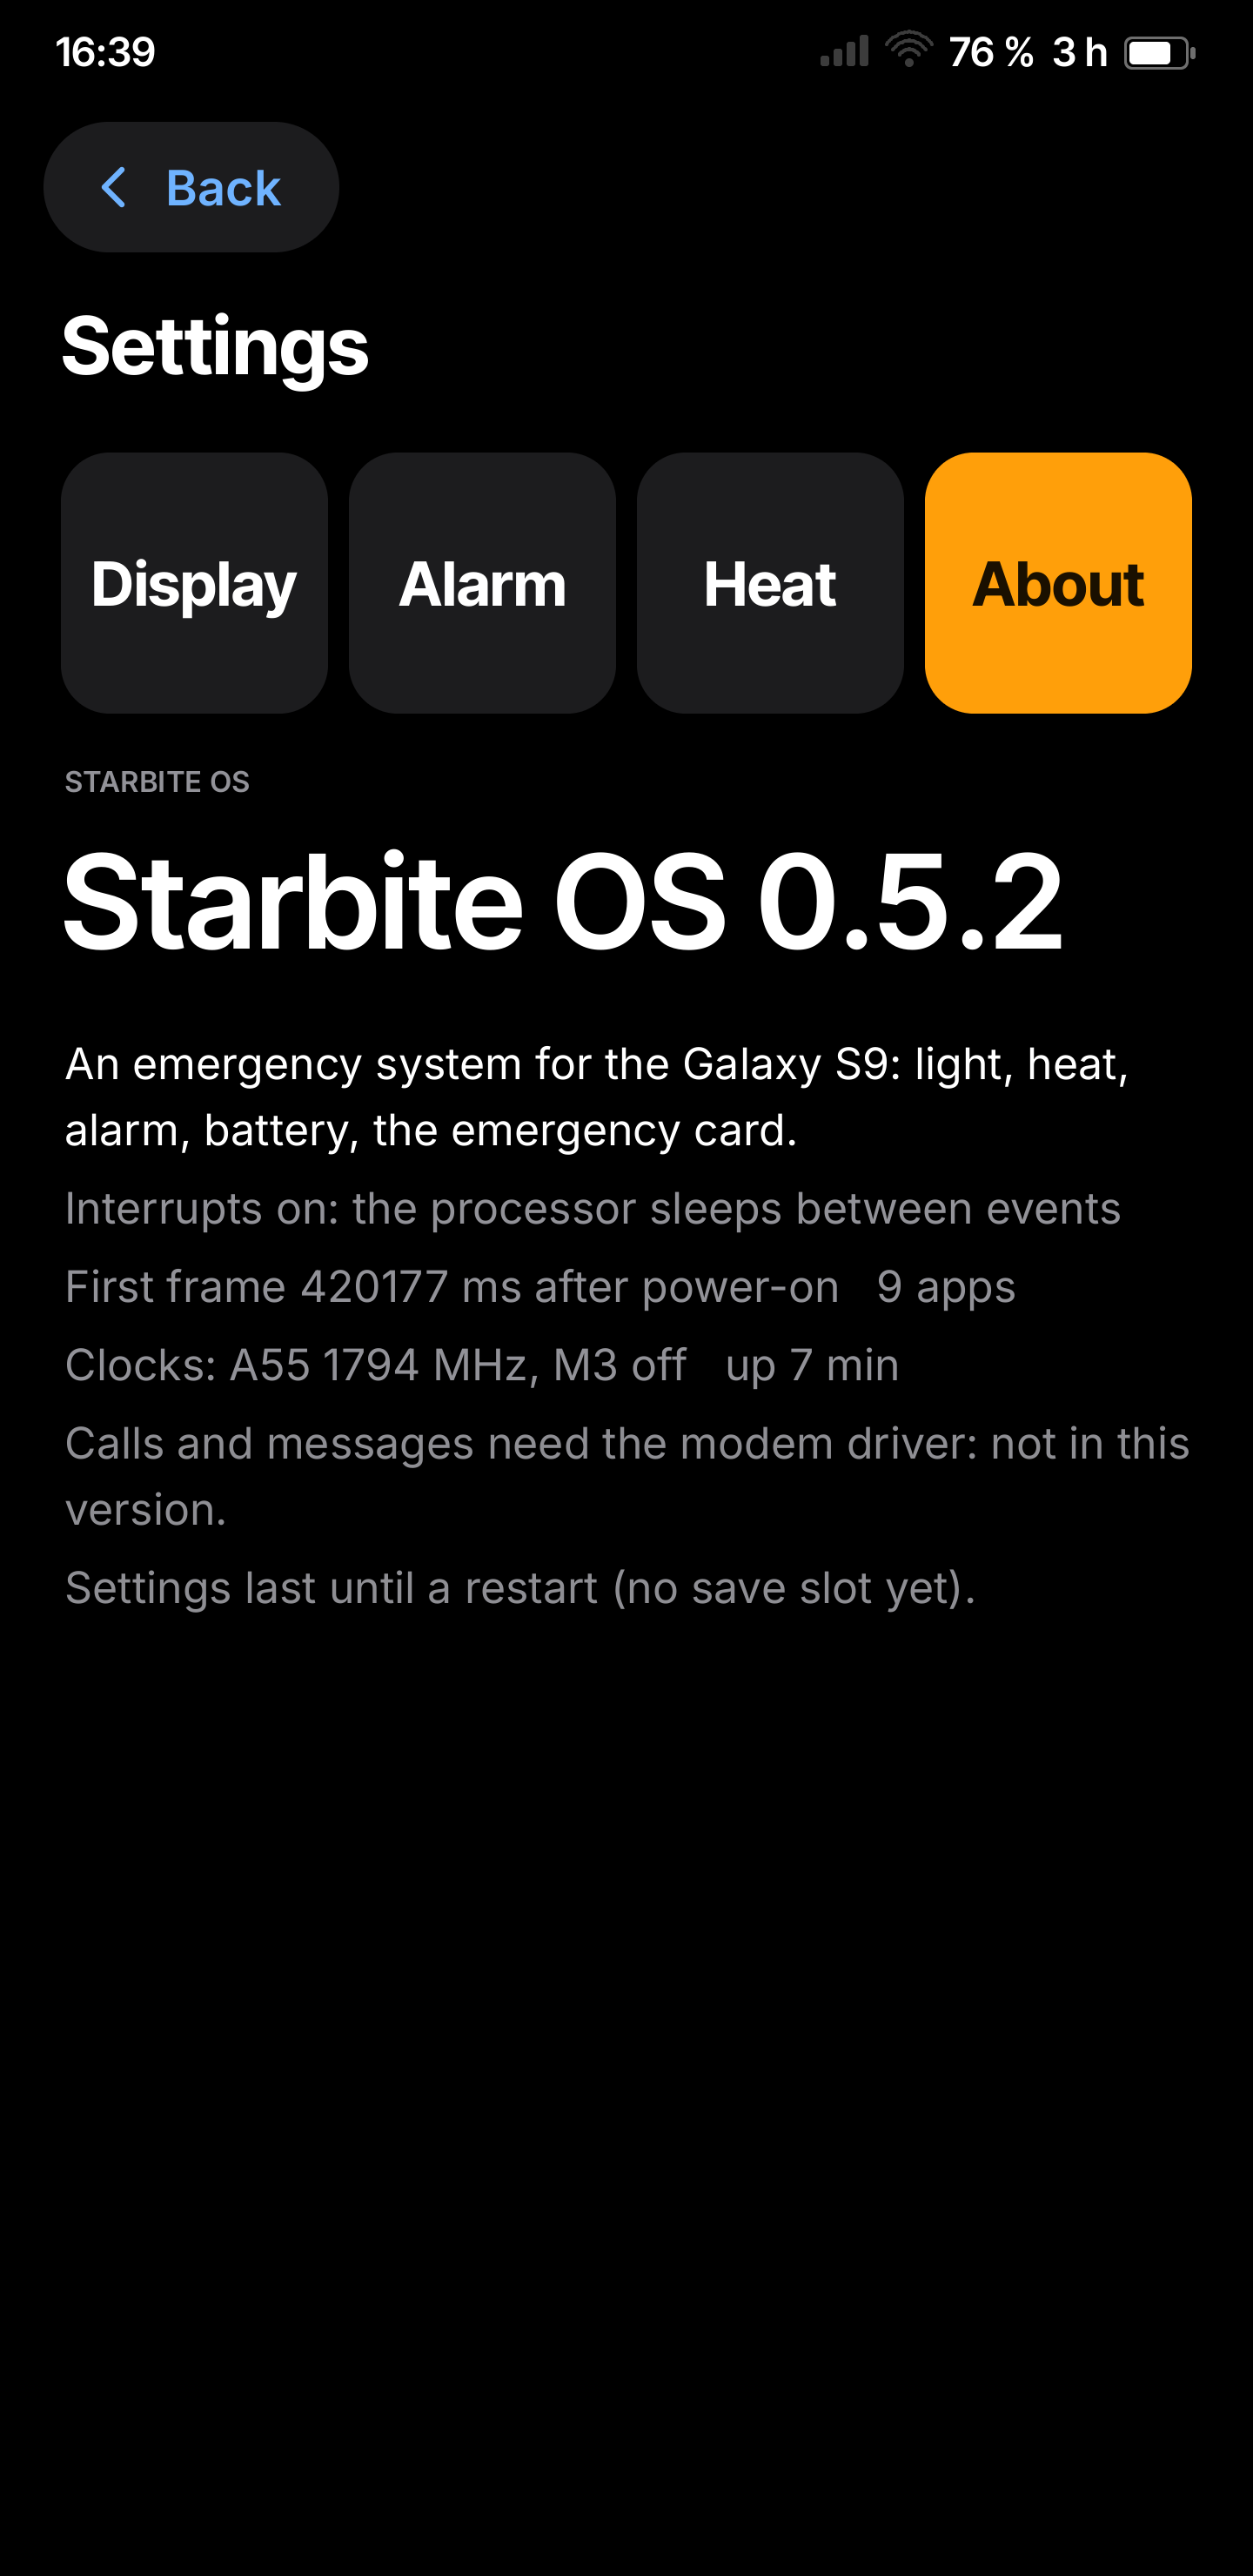 16:39
76 % 3 h
Back
Settings
Display
Alarm
Heat
About
STARBITE OS
Starbite OS 0.5.2
An emergency system for the Galaxy S9: light, heat,
alarm, battery, the emergency card.
Interrupts on: the processor sleeps between events
First frame 420177 ms after power-on 9 apps
Clocks: A55 1794 MHz, M3 off up 7 min
Calls and messages need the modem driver: not in this
version.
Settings last until a restart (no save slot yet).